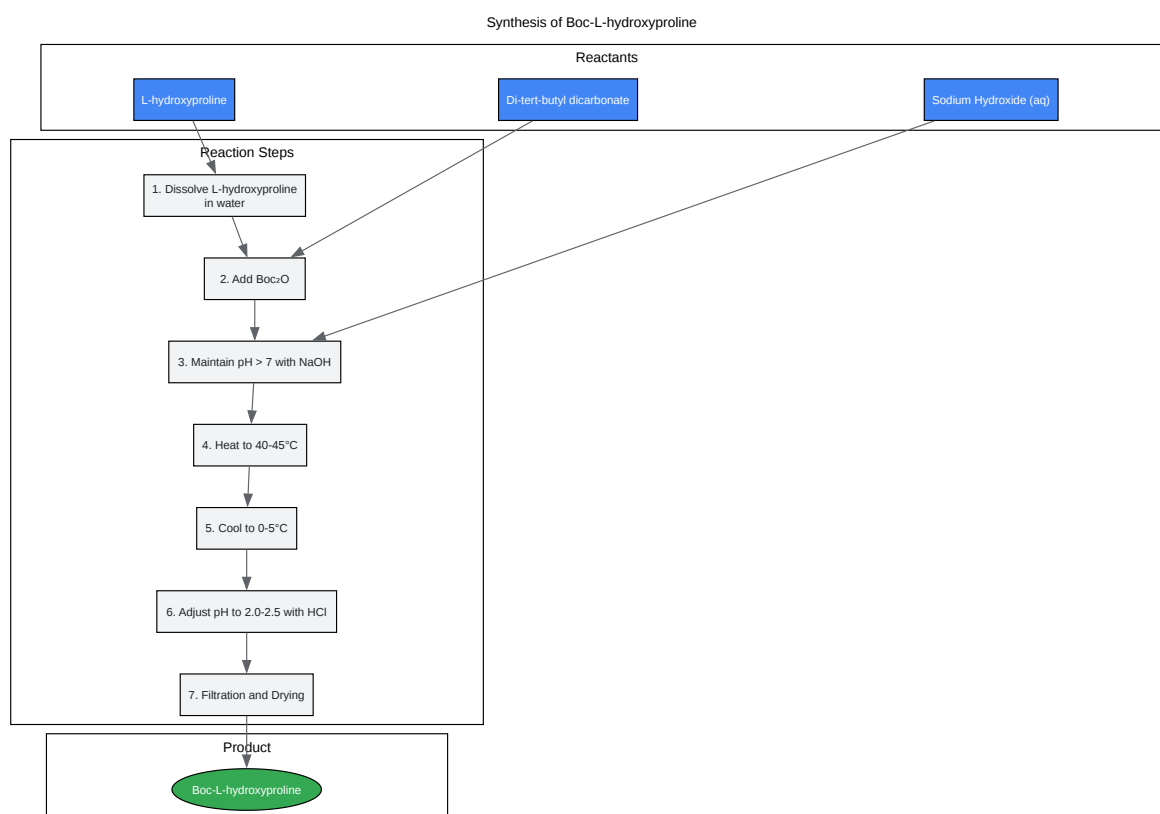 Synthesis of Boc-L-hydroxyproline
Reactants
L-hydroxyproline
Di-tert-butyl dicarbonate
Sodium Hydroxide (aq)
Reaction Steps
1. Dissolve L-hydroxyproline
in water
2. Add Boc₂O
3. Maintain pH > 7 with NaOH
4. Heat to 40-45°C
5. Cool to 0-5°C
6. Adjust pH to 2.0-2.5 with HCl
7. Filtration and Drying
Product
Boc-L-hydroxyproline